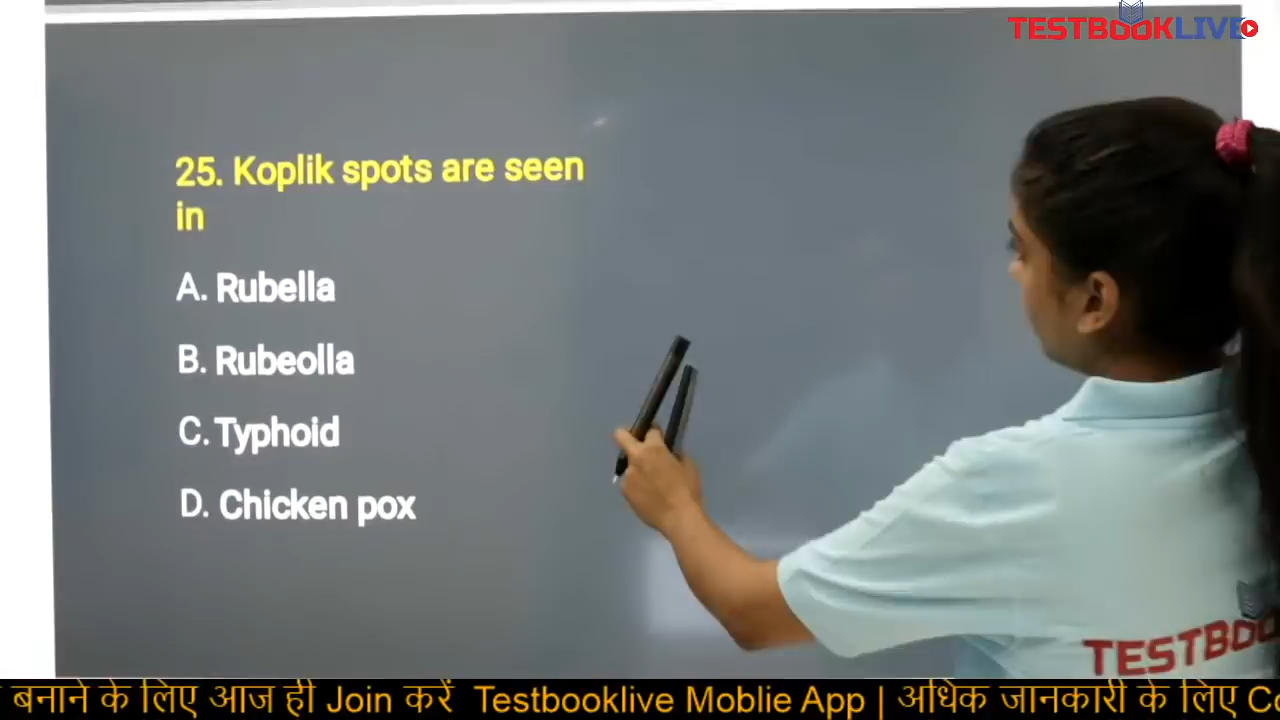 TESTBOOKLIVE
25. Koplik spots are seen
in
A. Rubella
B. Rubeolla
C. Typhoid
D. Chicken pox
TESTBOO
बनाने के लिए आज ही Join करें Testbooklive Moblie App | अधिक जानकारी के लिए Ca